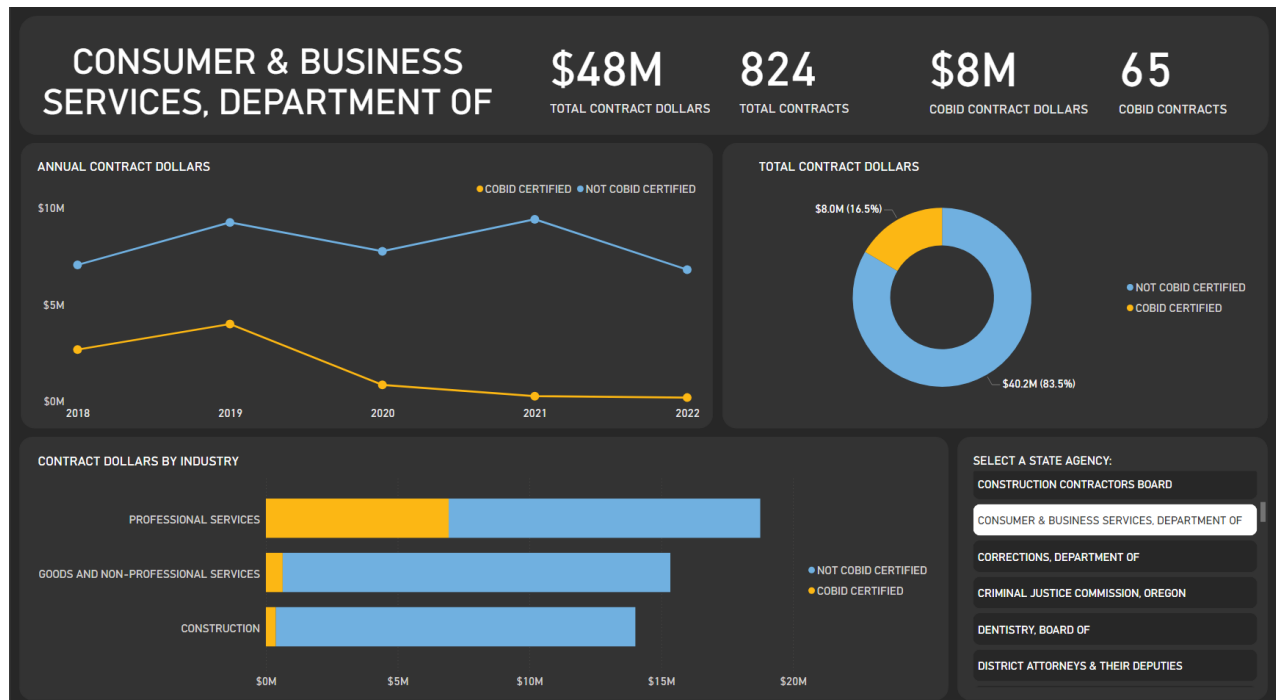 CONSUMER & BUSINESS
SERVICES, DEPARTMENT OF
$48M
TOTAL CONTRACT DOLLARS
824
TOTAL CONTRACTS
$8M
COBID CONTRACT DOLLARS
65
COBID CONTRACTS
ANNUAL CONTRACT DOLLARS
COBID CERTIFIED
NOT COBID CERTIFIED
$10M
$5M
$0M
2018
2019
2020
2021
2022
TOTAL CONTRACT DOLLARS
$8.0M (16.5%)
$40.2M (83.5%)
NOT COBID CERTIFIED
COBID CERTIFIED
CONTRACT DOLLARS BY INDUSTRY
PROFESSIONAL SERVICES
GOODS AND NON-PROFESSIONAL SERVICES
CONSTRUCTION
$0M
$5M
$10M
$15M
$20M
NOT COBID CERTIFIED
COBID CERTIFIED
SELECT A STATE AGENCY:
CONSTRUCTION CONTRACTORS BOARD
CONSUMER & BUSINESS SERVICES, DEPARTMENT OF
CORRECTIONS, DEPARTMENT OF
CRIMINAL JUSTICE COMMISSION, OREGON
DENTISTRY, BOARD OF
DISTRICT ATTORNEYS & THEIR DEPUTIES